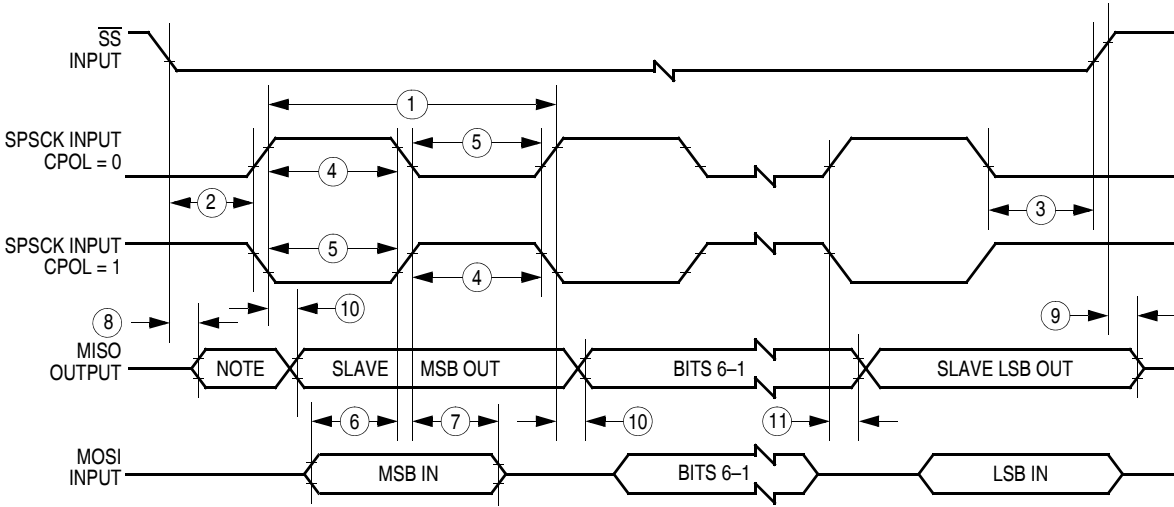 SS
INPUT
1
SPSCK INPUT
CPOL = 0
5
4
2
3
SPSCK INPUT
CPOL = 1
5
4
8
10
9
MISO
OUTPUT
NOTE
SLAVE MSB OUT
BITS 6–1
SLAVE LSB OUT
6
7
10
11
MOSI
INPUT
MSB IN
BITS 6–1
LSB IN